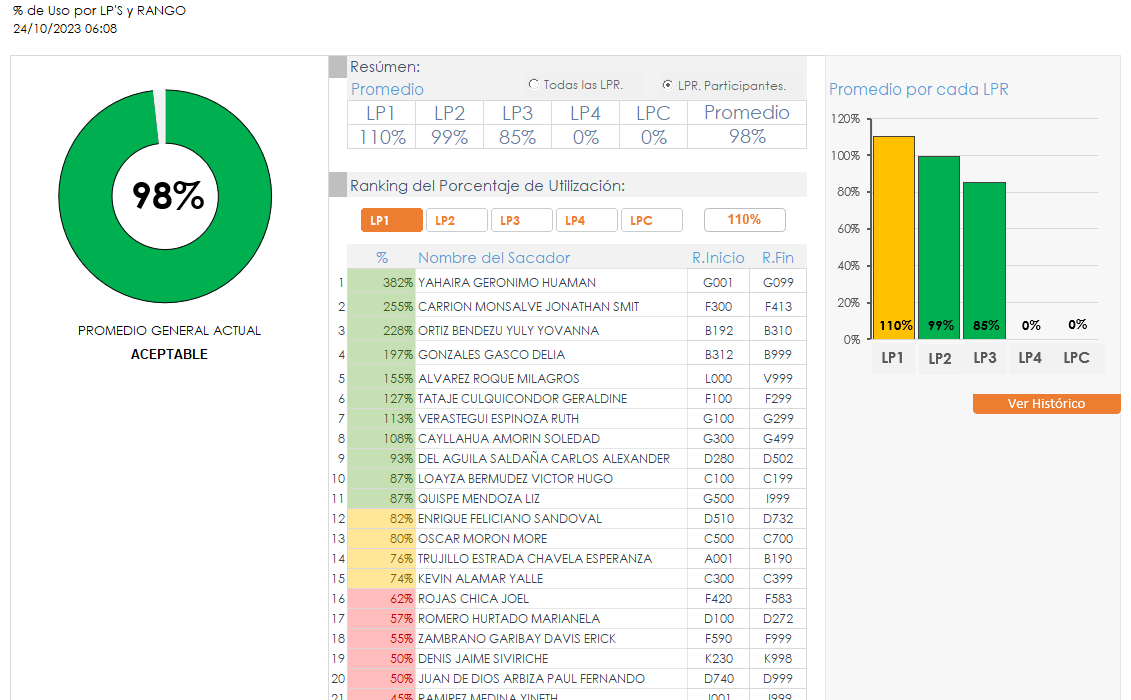 % de Uso por LP'S y RANGO
24/10/2023 06:08
98%
PROMEDIO GENERAL ACTUAL
ACEPTABLE
Resúmen:
Promedio
Todas las LPR.
LPR. Participantes.
LP1 LP2 LP3 LP4 LPC Promedio
110% 99% 85% 0% 0% 98%
Ranking del Porcentaje de Utilización:
LP1 LP2 LP3 LP4 LPC 110%
% Nombre del Sacador R.Inicio R.Fin
1 382% YAHAIRA GERONIMO HUAMAN G001 G099
2 255% CARRION MONSALVE JONATHAN SMIT F300 F413
3 228% ORTIZ BENDEZU YULY YOVANNA B192 B310
4 197% GONZALES GASCO DELIA B312 B999
5 155% ALVAREZ ROQUE MILAGROS L000 V999
6 127% TATAJE CULQUICONDOR GERALDINE F100 F299
7 113% VERASTEGUI ESPINOZA RUTH G100 G299
8 108% CAYLLAHUA AMORIN SOLEDAD G300 G499
9 93% DEL AGUILA SALDAÑA CARLOS ALEXANDER D280 D502
10 87% LOAYZA BERMUDEZ VICTOR HUGO C100 C199
11 87% QUISPE MENDOZA LIZ G500 I999
12 82% ENRIQUE FELICIANO SANDOVAL D510 D732
13 80% OSCAR MORON MORE C500 C700
14 76% TRUJILLO ESTRADA CHAVELA ESPERANZA A001 B190
15 74% KEVIN ALAMAR YALLE C300 C399
16 62% ROJAS CHICA JOEL F420 F583
17 57% ROMERO HURTADO MARIANELA D100 D272
18 55% ZAMBRANO GARIBAY DAVIS ERICK F590 F999
19 50% DENIS JAIME SIVIRICHE K230 K998
20 50% JUAN DE DIOS ARBIZA PAUL FERNANDO D740 D999
21 45% RAMIREZ MEDINA YINETH J001 J999
Promedio por cada LPR
120%
100%
80%
60%
40%
20%
0%
110% 99% 85% 0% 0%
LP1 LP2 LP3 LP4 LPC
Ver Histórico